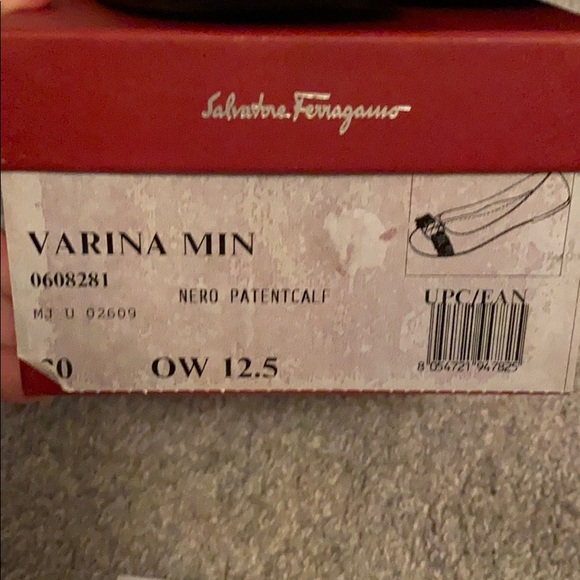 Salvatore Ferragamo
VARINA MIN
0608281
NERO PATENTCALF
UPC/EAN
MJ U 02609
OW 12.5
8 054721 947825